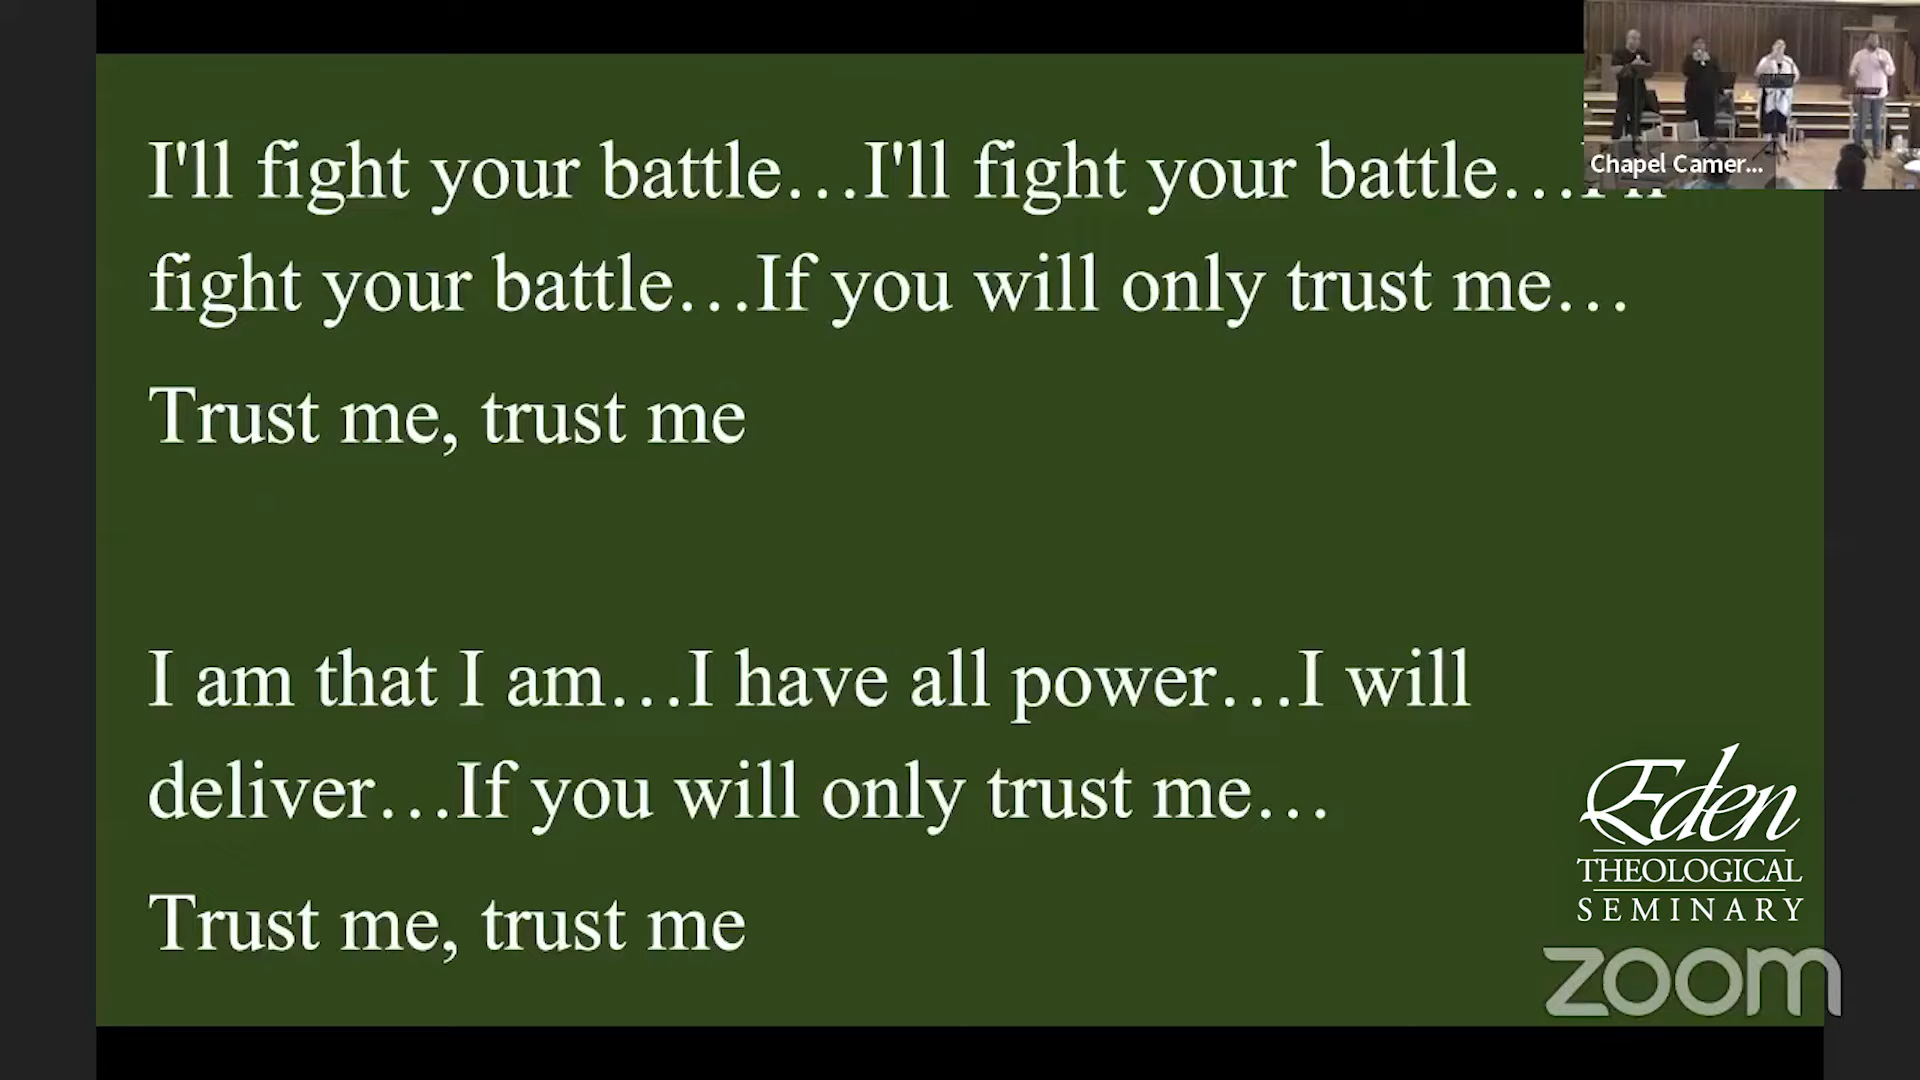 I'll fight your battle…I'll fight your battle…I'll
fight your battle…If you will only trust me…
Trust me, trust me
I am that I am…I have all power…I will
deliver…If you will only trust me…
Trust me, trust me
Chapel Camer...
Eden
THEOLOGICAL
SEMINARY
zoom